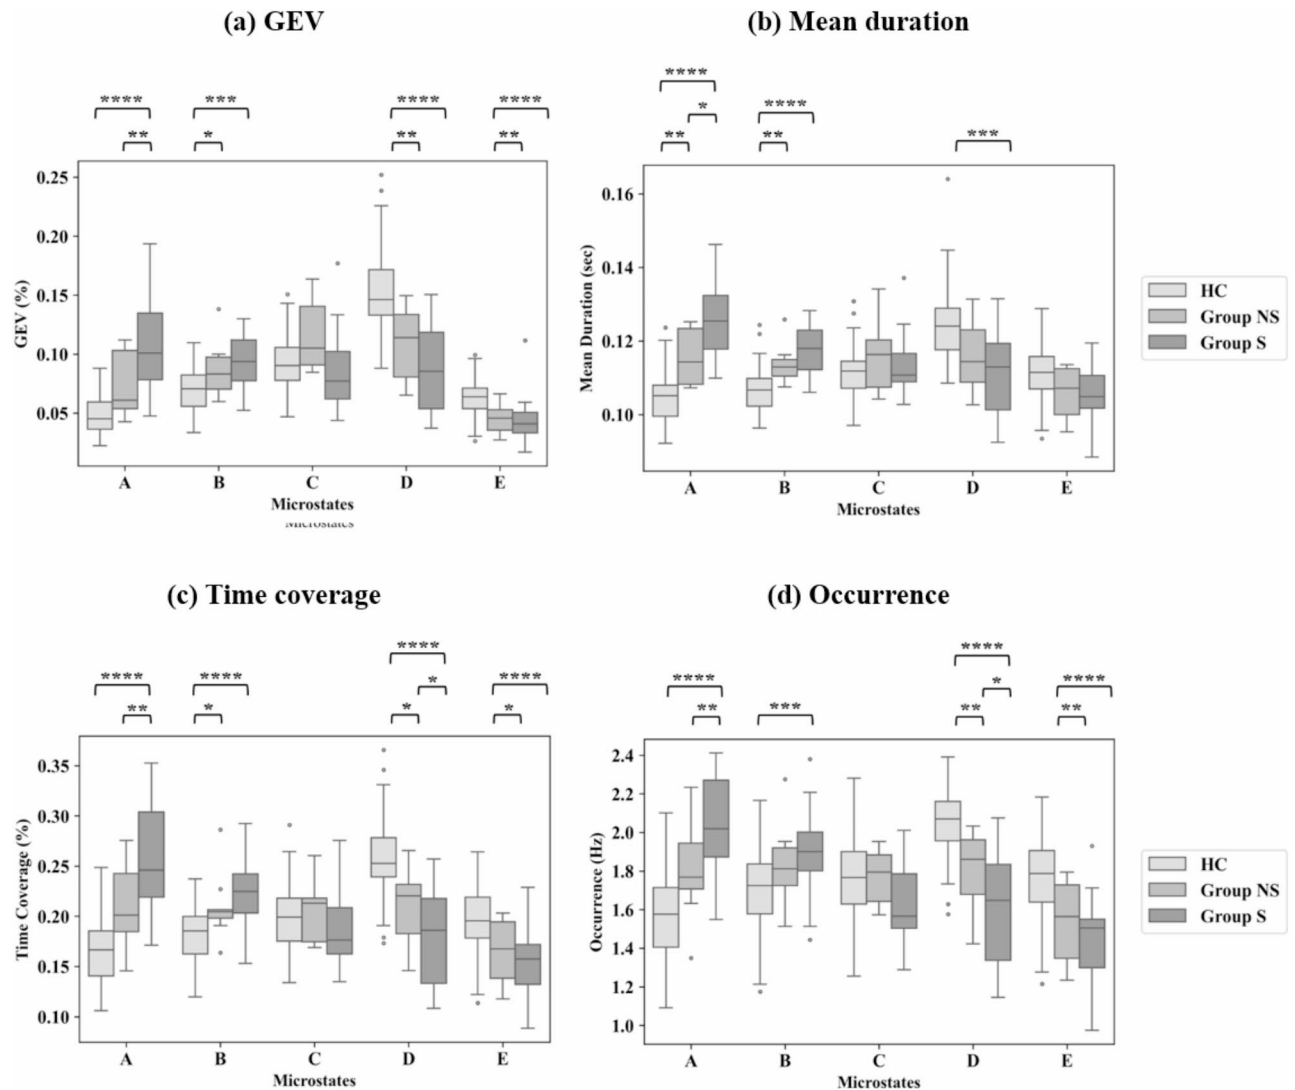 (a) GEV
(b) Mean duration
****
**** *** **** ****
*
****
** * ** **
** **
***
0.25
0.20
0.15
0.10
0.05
GEV (%)
A B C D E
Microstates
Microstates
0.16
0.14
0.12
0.10
Mean Duration (sec)
A B C D E
Microstates
HC
Group NS
Group S
(c) Time coverage
(d) Occurrence
****
**** **** * ****
** * * *
0.35
0.30
0.25
0.20
0.15
0.10
Time Coverage (%)
A B C D E
Microstates
****
**** * ****
** *** ** **
2.4
2.2
2.0
1.8
1.6
1.4
1.2
1.0
Occurrence (Hz)
A B C D E
Microstates
HC
Group NS
Group S